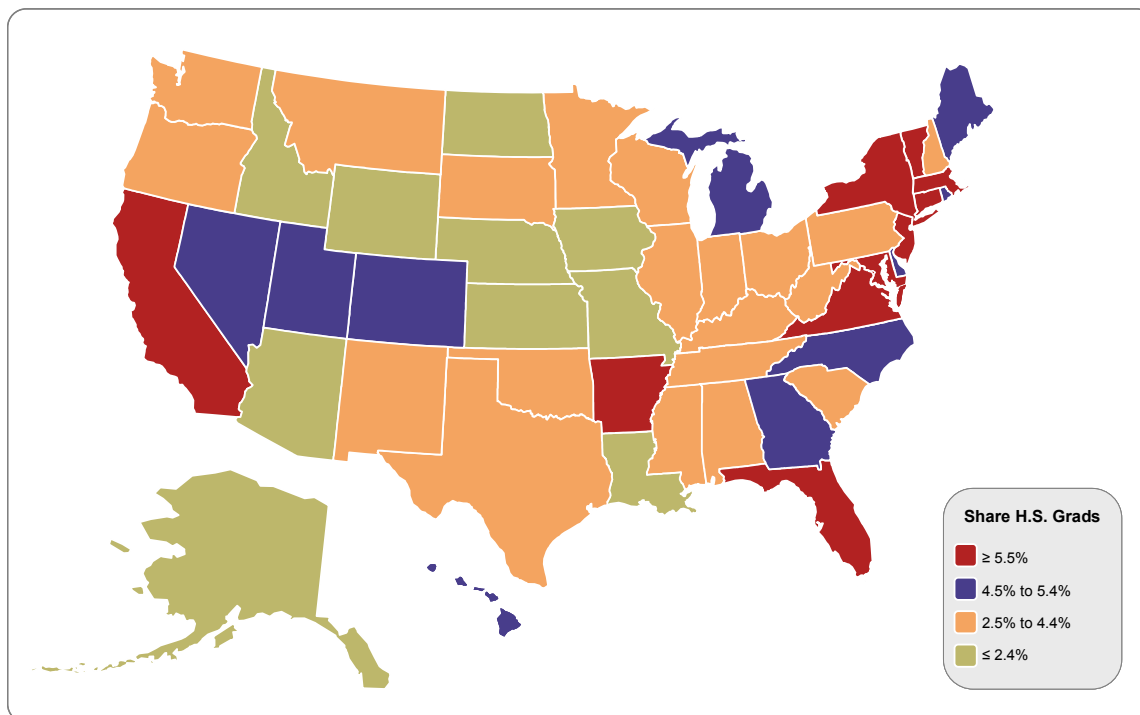 Share H.S. Grads
≥ 5.5%
4.5% to 5.4%
2.5% to 4.4%
≤ 2.4%